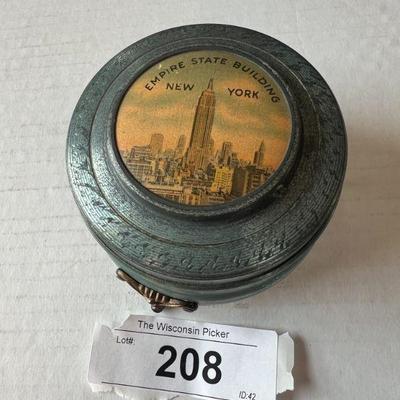 EMPIRE STATE BUILDING
NEW YORK
The Wisconsin Picker
Lot#:
208
ID:42